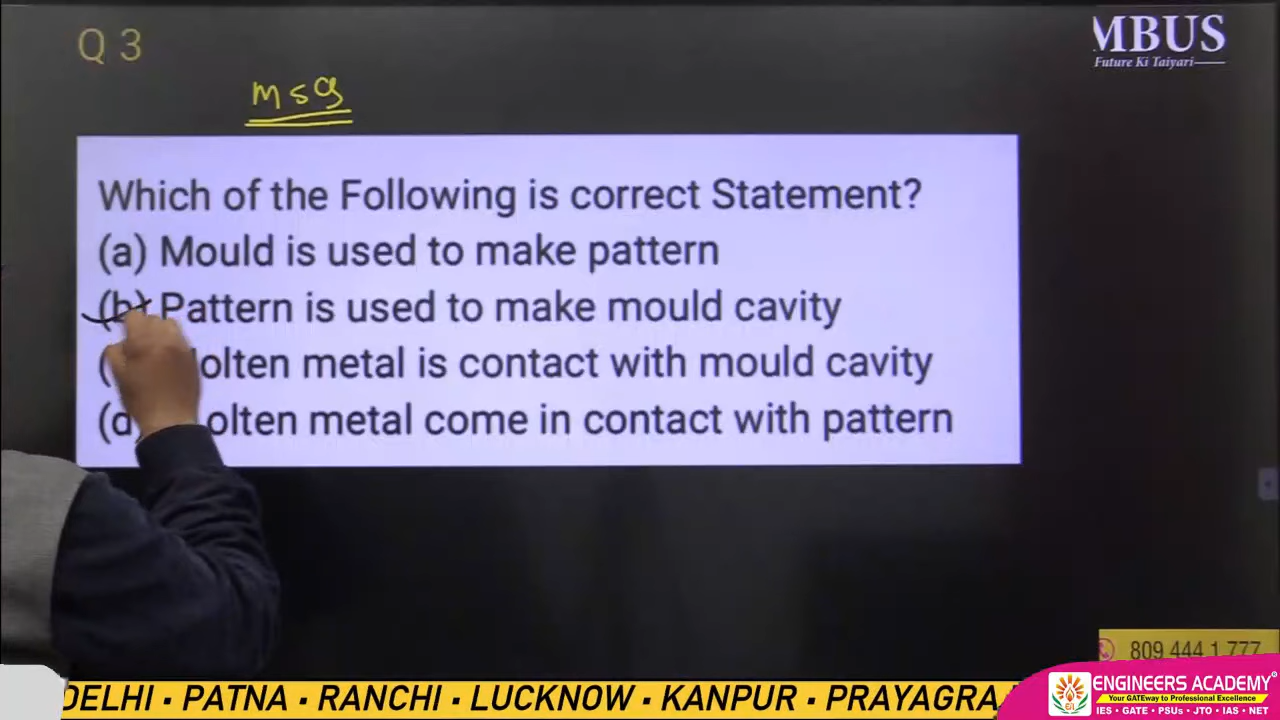 Q 3
MBUS
Future Ki Taiyari
MSQ
Which of the Following is correct Statement?
(a) Mould is used to make pattern
(b) Pattern is used to make mould cavity
olten metal is contact with mould cavity
(d olten metal come in contact with pattern
809 444 1 777
DELHI • PATNA • RANCHI • LUCKNOW • KANPUR • PRAYAGRA
ENGINEERS ACADEMY
Your GATEway to Professional Excellence
IES • GATE • PSUs • JTO • IAS • NET